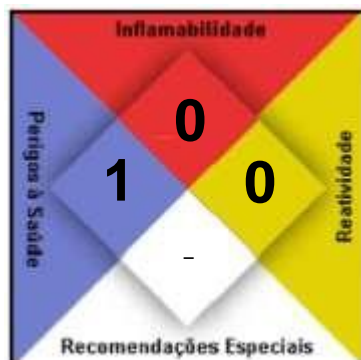 Inflamabilidade
0
Perigos à Saúde
1
0
Reatividade
-
Recomendações Especiais